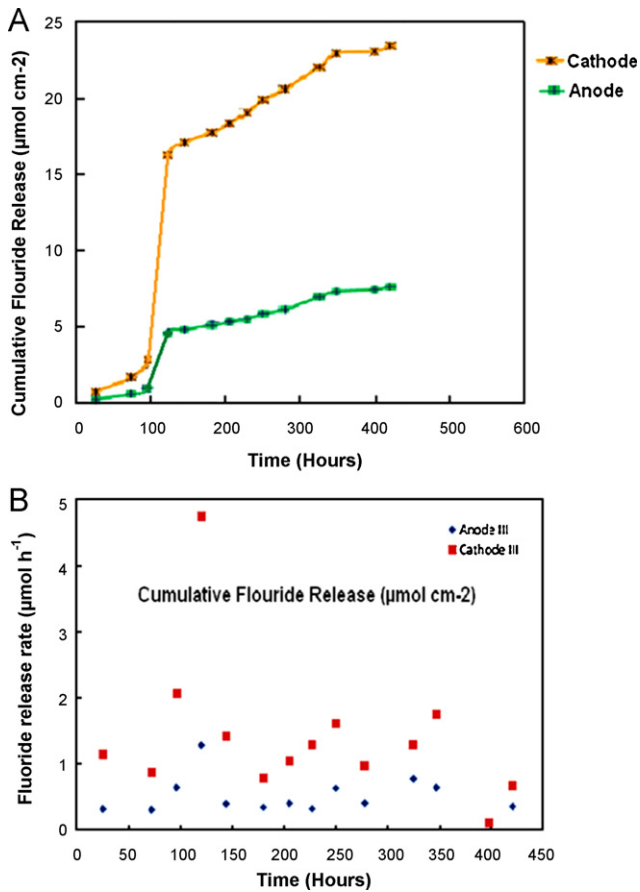 A
Cumulative Flouride Release (µmol cm-2)
25
20
15
10
5
0
0 100 200 300 400 500 600
Time (Hours)
Cathode
Anode
B
Fluoride release rate (µmol h-1)
5
4
3
2
1
0
Anode III
Cathode III
Cumulative Flouride Release (µmol cm-2)
0 50 100 150 200 250 300 350 400 450
Time (Hours)